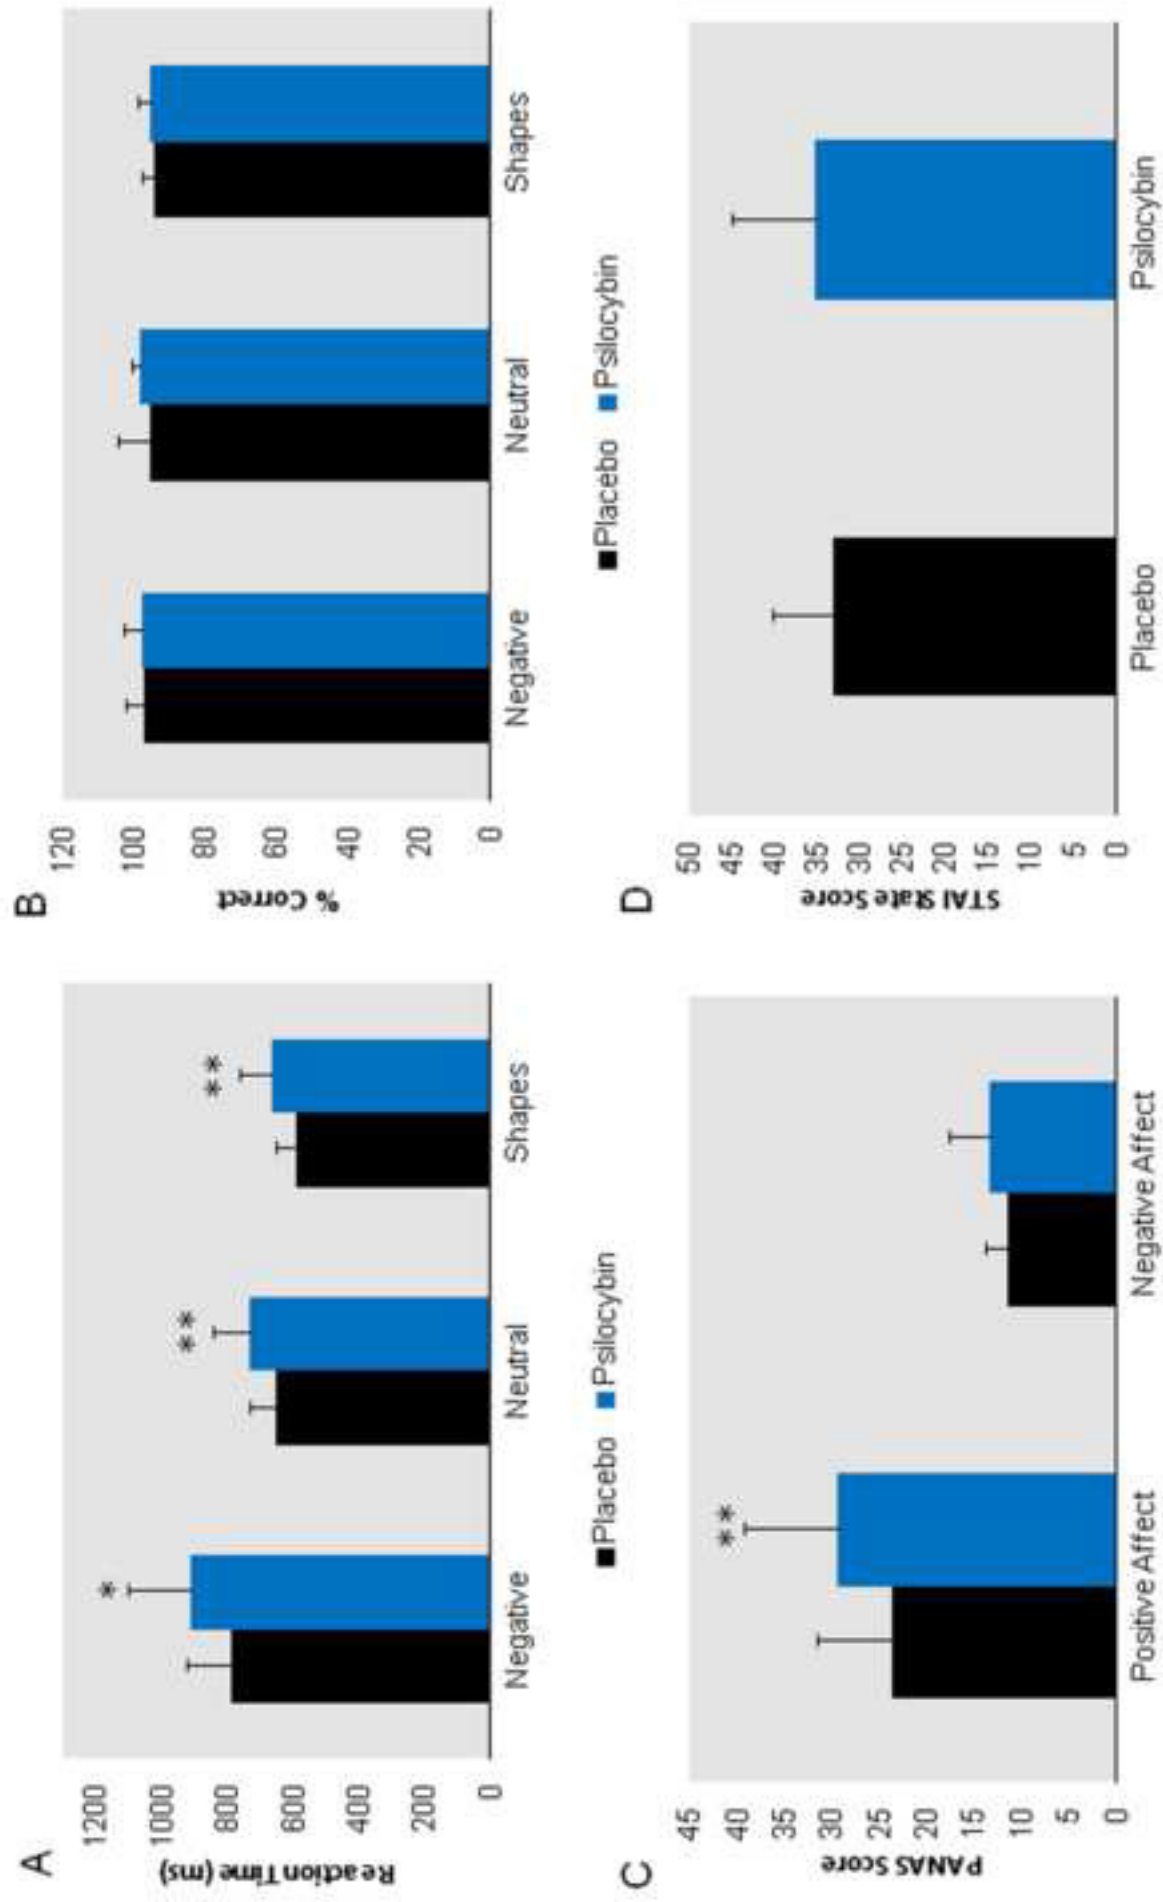 A
Reaction Time (ms)
1200
1000
800
600
400
200
0
*
**
**
Negative
Neutral
Shapes
Placebo
Psilocybin
B
% Correct
120
100
80
60
40
20
0
Negative
Neutral
Shapes
Placebo
Psilocybin
C
PANAS Score
45
40
35
30
25
20
15
10
5
0
**
Positive Affect
Negative Affect
D
STAI State Score
50
45
40
35
30
25
20
15
10
5
0
Placebo
Psilocybin